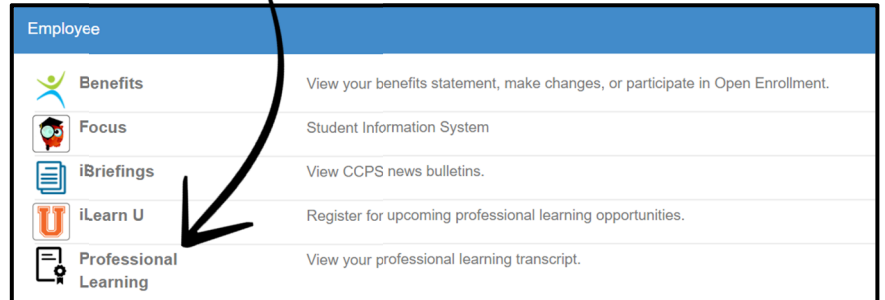 Employee
Benefits View your benefits statement, make changes, or participate in Open Enrollment.
Focus Student Information System
iBriefings View CCPS news bulletins.
U iLearn U Register for upcoming professional learning opportunities.
Professional View your professional learning transcript.
Learning